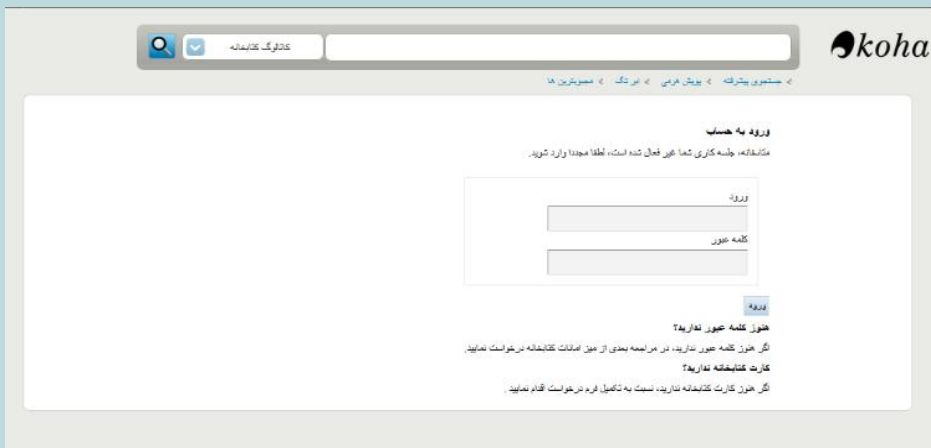 koha
کاتالوگ کتابخانه
جستجوی پیشرفته › پویش هرمی › ابر تگ › محبوبترین ها
ورود به حساب
متاسفانه، جلسه کاری شما غیر فعال شده است، لطفا مجددا وارد شوید.
ورود
کلمه عبور
ورود
هنوز کلمه عبور ندارید؟
اگر هنوز کلمه عبور ندارید، در مراجعه بعدی از میز امانات کتابخانه درخواست نمایید.
کارت کتابخانه ندارید؟
اگر هنوز کارت کتابخانه ندارید، نسبت به تکمیل فرم درخواست اقدام نمایید .